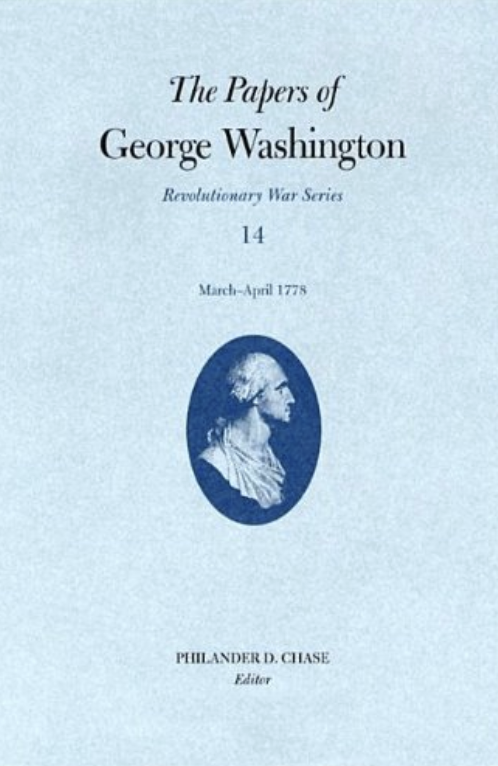 The Papers of
George Washington
Revolutionary War Series
14
March–April 1778
PHILANDER D. CHASE
Editor